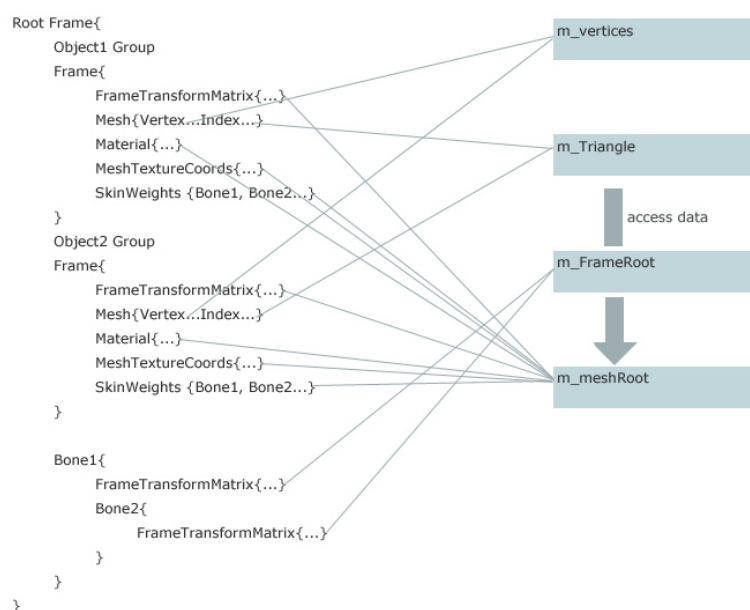 Root Frame{
Object1 Group
Frame{
FrameTransformMatrix{...}
Mesh{Vertex...Index...}
Material{...}
MeshTextureCoords{...}
SkinWeights {Bone1, Bone2...}
}
Object2 Group
Frame{
FrameTransformMatrix{...}
Mesh{Vertex...Index...}
Material{...}
MeshTextureCoords{...}
SkinWeights {Bone1, Bone2...}
}
Bone1{
FrameTransformMatrix{...}
Bone2{
FrameTransformMatrix{...}
}
}
}
m_vertices
m_Triangle
access data
m_FrameRoot
m_meshRoot